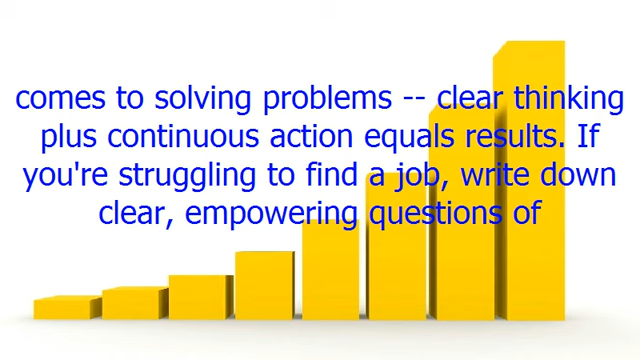 comes to solving problems -- clear thinking
plus continuous action equals results. If
you're struggling to find a job, write down
clear, empowering questions of